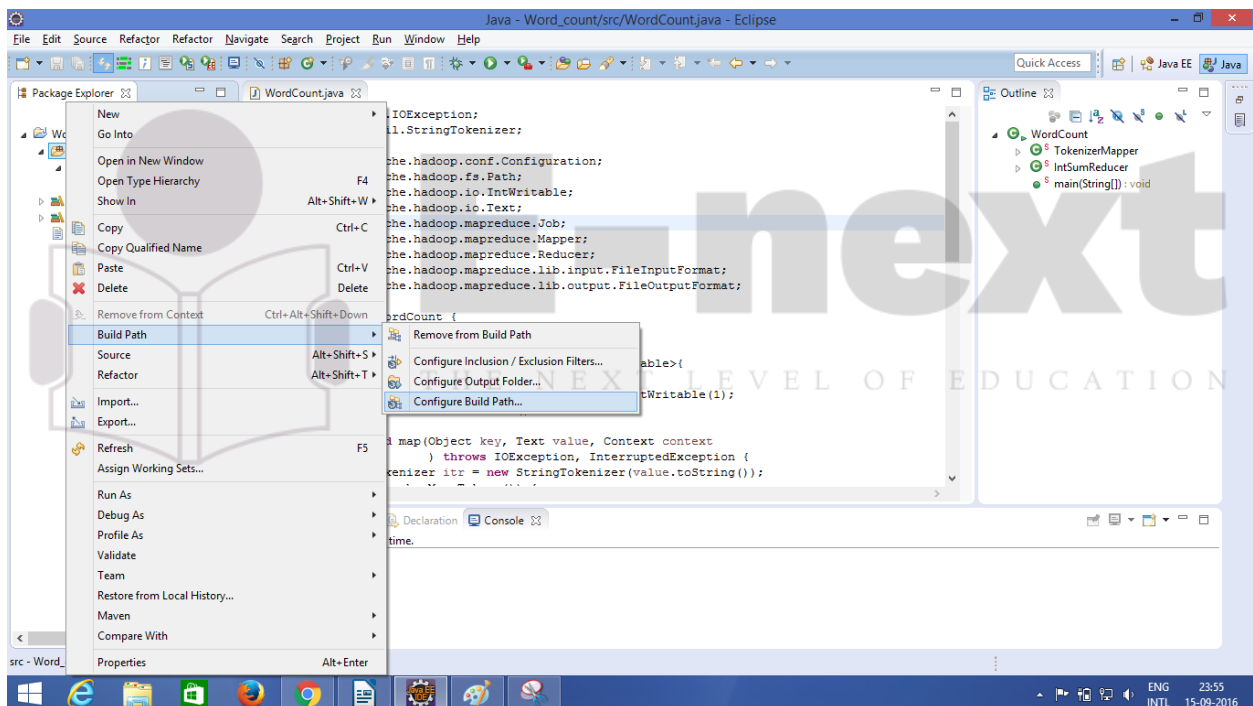 Java - Word_count/src/WordCount.java - Eclipse
File Edit Source Refactor Refactor Navigate Search Project Run Window Help
Quick Access
Java EE
Java
Package Explorer
WordCount.java
Outline
WordCount
TokenizerMapper
IntSumReducer
main(String[]) : void
New
Go Into
Open in New Window
Open Type Hierarchy F4
Show In Alt+Shift+W
Copy Ctrl+C
Copy Qualified Name
Paste Ctrl+V
Delete Delete
Remove from Context Ctrl+Alt+Shift+Down
Build Path
Source Alt+Shift+S
Refactor Alt+Shift+T
Import...
Export...
Refresh F5
Assign Working Sets...
Run As
Debug As
Profile As
Validate
Team
Restore from Local History...
Maven
Compare With
Properties Alt+Enter
Remove from Build Path
Configure Inclusion / Exclusion Filters...
Configure Output Folder...
Configure Build Path...
.IOException;
il.StringTokenizer;
che.hadoop.conf.Configuration;
che.hadoop.fs.Path;
che.hadoop.io.IntWritable;
che.hadoop.io.Text;
che.hadoop.mapreduce.Job;
che.hadoop.mapreduce.Mapper;
che.hadoop.mapreduce.Reducer;
che.hadoop.mapreduce.lib.input.FileInputFormat;
che.hadoop.mapreduce.lib.output.FileOutputFormat;
ordCount {
able>{
tWritable(1);
d map(Object key, Text value, Context context
) throws IOException, InterruptedException {
kenizer itr = new StringTokenizer(value.toString());
Declaration
Console
time.
src - Word_
ENG
INTL
23:55
15-09-2016
-next
THE NEXT LEVEL OF EDUCATION